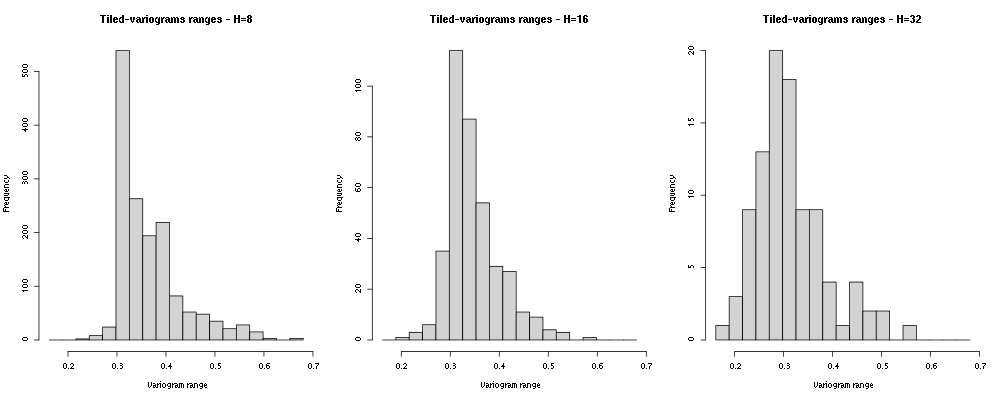 Tiled-variograms ranges - H=8
Frequency
500
400
300
200
100
0
0.2 0.3 0.4 0.5 0.6 0.7
Variogram range
Tiled-variograms ranges - H=16
Frequency
100
80
60
40
20
0
0.2 0.3 0.4 0.5 0.6 0.7
Variogram range
Tiled-variograms ranges - H=32
Frequency
20
15
10
5
0
0.2 0.3 0.4 0.5 0.6 0.7
Variogram range